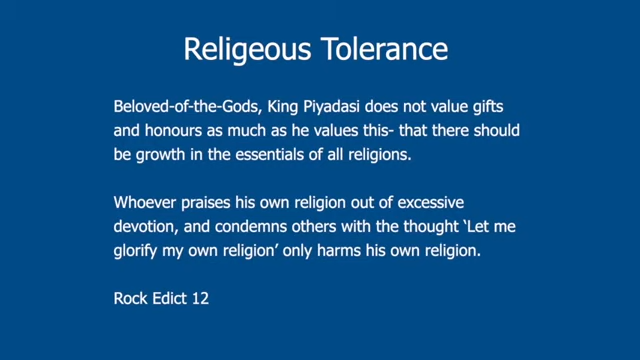 Religeous Tolerance
Beloved-of-the-Gods, King Piyadasi does not value gifts
and honours as much as he values this- that there should
be growth in the essentials of all religions.
Whoever praises his own religion out of excessive
devotion, and condemns others with the thought ‘Let me
glorify my own religion’ only harms his own religion.
Rock Edict 12